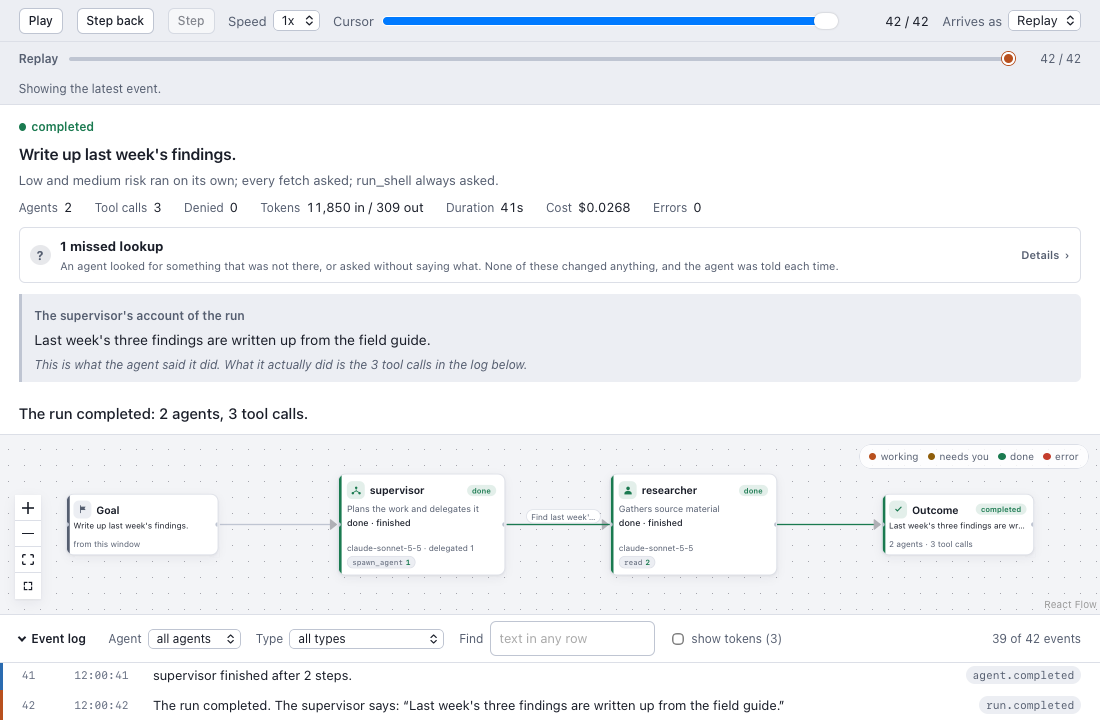 Play Step back Step Speed 1x Cursor 42 / 42 Arrives as Replay
Replay 42 / 42
Showing the latest event.
completed
Write up last week's findings.
Low and medium risk ran on its own; every fetch asked; run_shell always asked.
Agents 2 Tool calls 3 Denied 0 Tokens 11,850 in / 309 out Duration 41s Cost $0.0268 Errors 0
? 1 missed lookup
An agent looked for something that was not there, or asked without saying what. None of these changed anything, and the agent was told each time.
Details ›
The supervisor's account of the run
Last week's three findings are written up from the field guide.
This is what the agent said it did. What it actually did is the 3 tool calls in the log below.
The run completed: 2 agents, 3 tool calls.
working needs you done error
Goal
Write up last week's findings.
from this window
supervisor done
Plans the work and delegates it
done · finished
claude-sonnet-5-5 · delegated 1
spawn_agent 1
Find last week'...
researcher done
Gathers source material
done · finished
claude-sonnet-5-5
read 2
Outcome completed
Last week's three findings are wr...
2 agents · 3 tool calls
React Flow
Event log Agent all agents Type all types Find text in any row show tokens (3) 39 of 42 events
41 12:00:41 supervisor finished after 2 steps. agent.completed
42 12:00:42 The run completed. The supervisor says: “Last week's three findings are written up from the field guide.” run.completed